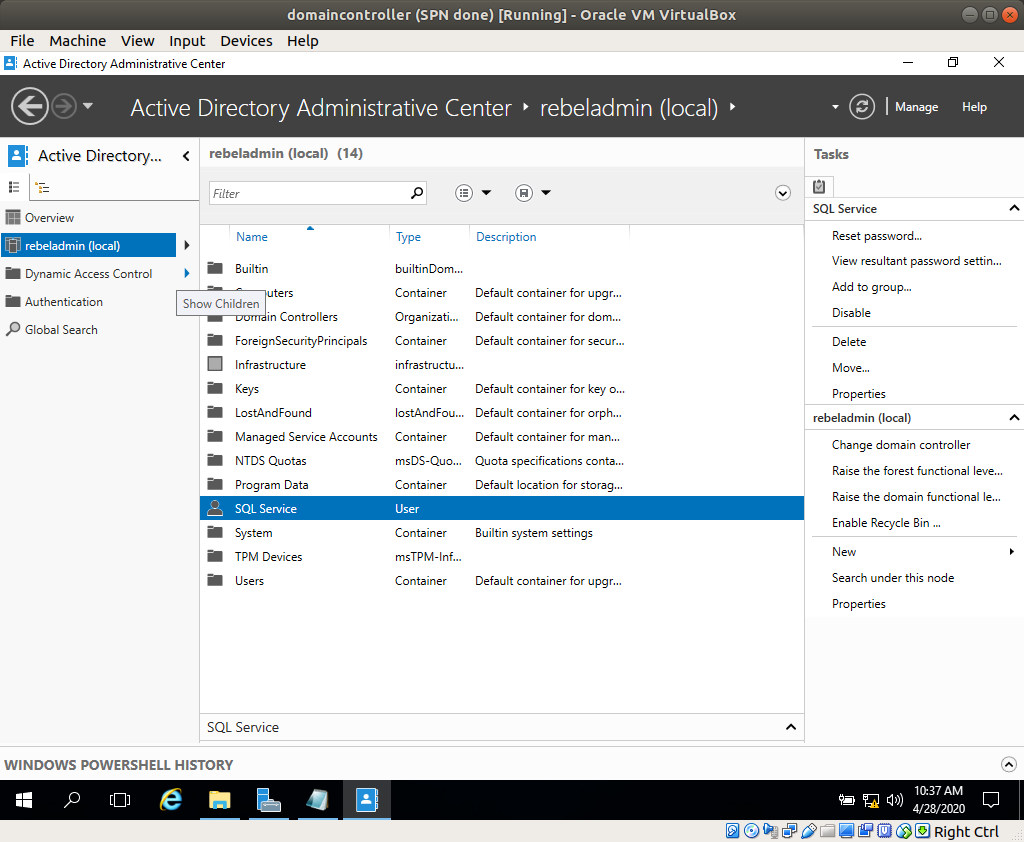 domaincontroller (SPN done) [Running] - Oracle VM VirtualBox
File Machine View Input Devices Help
Active Directory Administrative Center
Active Directory Administrative Center • rebeladmin (local) •
Manage Help
Active Directory...
rebeladmin (local) (14)
Tasks
Filter
Overview
rebeladmin (local)
Dynamic Access Control
Authentication
Global Search
Show Children
Name Type Description
Builtin builtinDom...
Computers Container Default container for upgr...
Domain Controllers Organizati... Default container for dom...
ForeignSecurityPrincipals Container Default container for secur...
Infrastructure infrastructu...
Keys Container Default container for key o...
LostAndFound lostAndFou... Default container for orph...
Managed Service Accounts Container Default container for man...
NTDS Quotas msDS-Quo... Quota specifications conta...
Program Data Container Default location for storag...
SQL Service User
System Container Builtin system settings
TPM Devices msTPM-Inf...
Users Container Default container for upgr...
SQL Service
SQL Service
Reset password...
View resultant password settin...
Add to group...
Disable
Delete
Move...
Properties
rebeladmin (local)
Change domain controller
Raise the forest functional leve...
Raise the domain functional le...
Enable Recycle Bin ...
New
Search under this node
Properties
WINDOWS POWERSHELL HISTORY
10:37 AM
4/28/2020
Right Ctrl